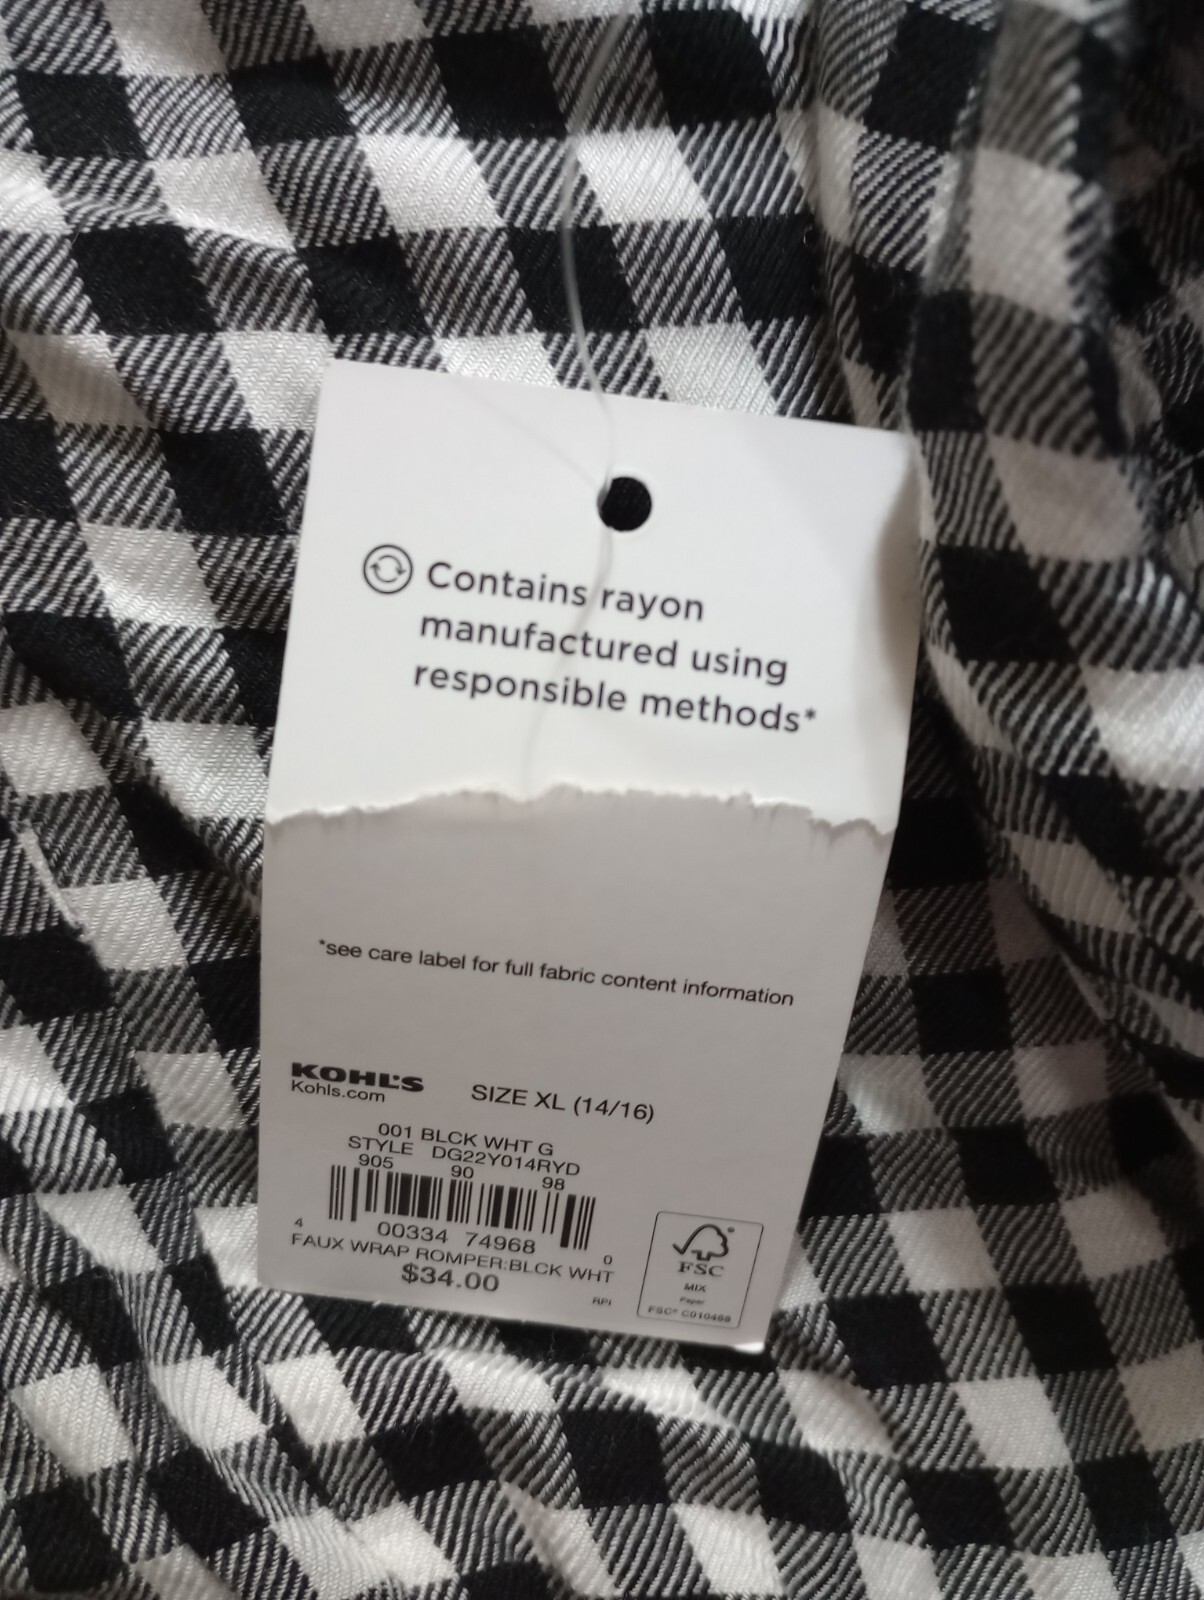 Contains rayon
manufactured using
responsible methods*
*see care label for full fabric content information
KOHL'S
Kohls.com
SIZE XL (14/16)
001 BLCK WHT G
STYLE DG22Y014RYD
905 90 98
4 00334 74968 0
FAUX WRAP ROMPER:BLCK WHT
$34.00
RPI
FSC
MIX
Paper
FSC® C010468